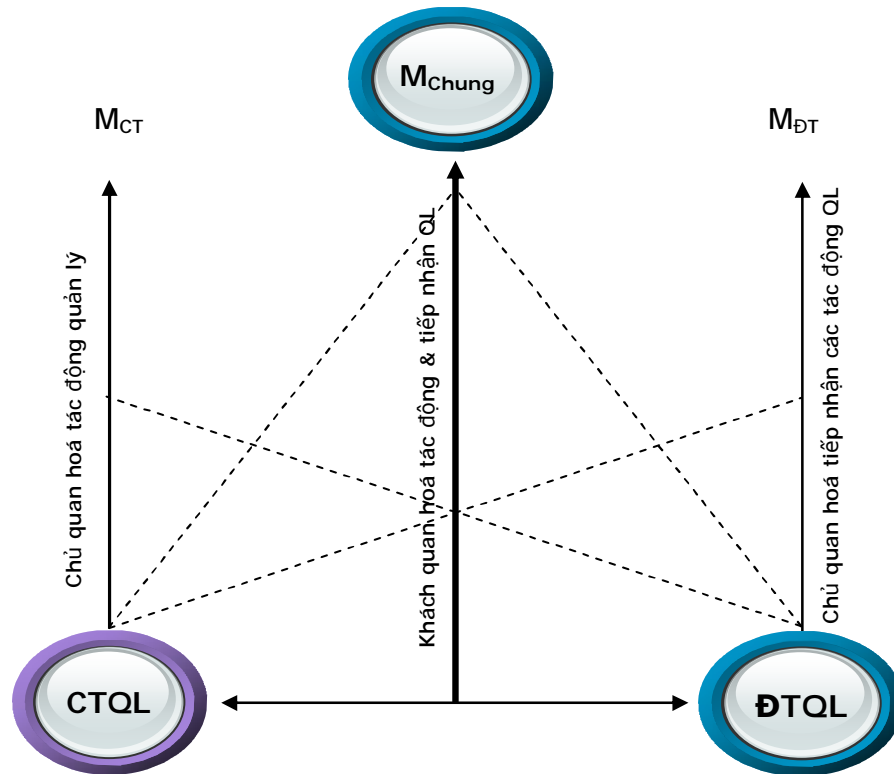 MChung
MCT
MĐT
Chủ quan hoá tác động quản lý
Khách quan hoá tác động & tiếp nhận QL
Chủ quan hoá tiếp nhận các tác động QL
CTQL
ĐTQL